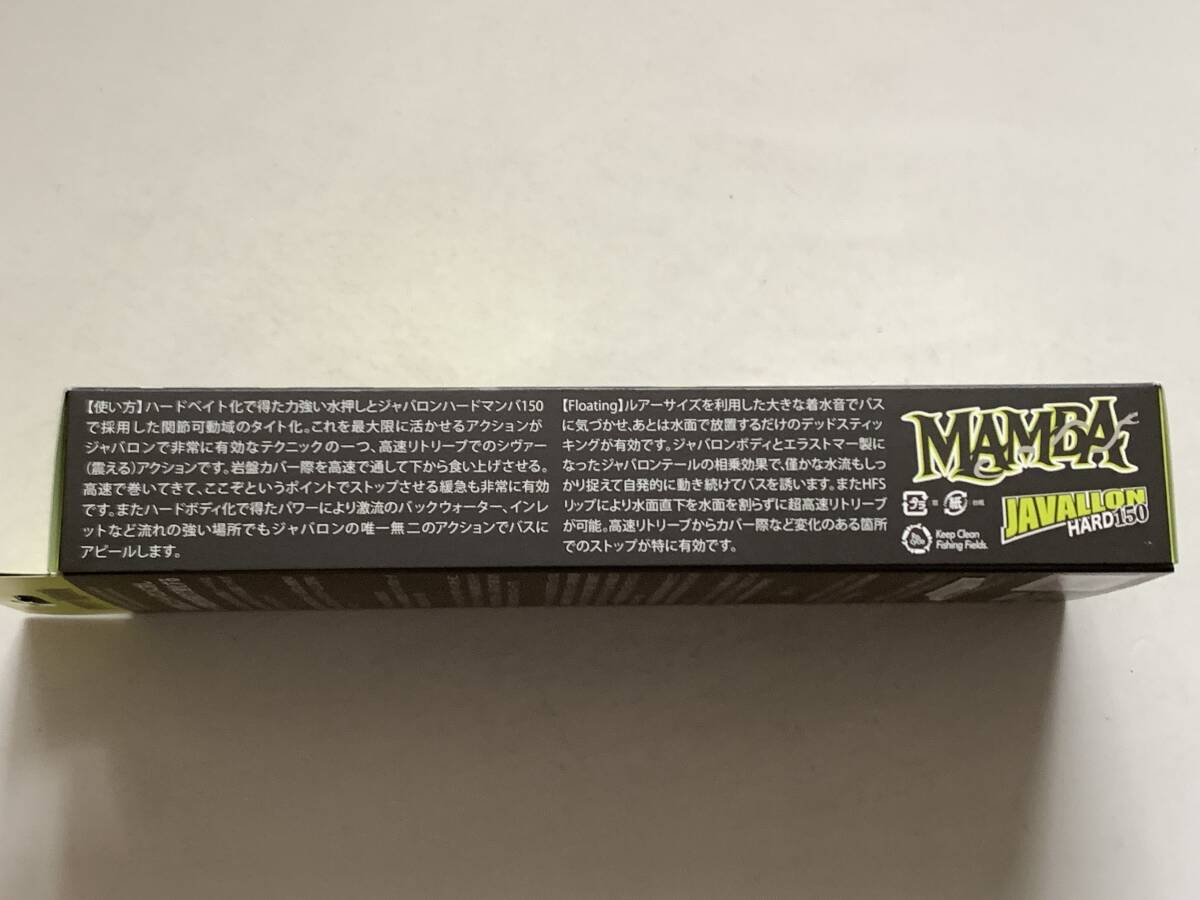 【使い方】ハードベイト化で得た力強い水押しとジャバロンハードマンバ150
で採用した関節可動域のタイト化。これを最大限に活かせるアクションが
ジャバロンで非常に有効なテクニックの一つ、高速リトリーブでのシヴァー
(震える)アクションです。岩盤カバー際を高速で通して下から食い上げさせる。
高速で巻いてきて、ここぞというポイントでストップさせる緩急も非常に有効
です。またハードボディ化で得たパワーにより激流のバックウォーター、インレ
ットなど流れの強い場所でもジャバロンの唯一無二のアクションでバスに
アピールします。
【Floating】ルアーサイズを利用した大きな着水音でバス
に気づかせ、あとは水面で放置するだけのデッドスティッ
キングが有効です。ジャバロンボディとエラストマー製に
なったジャバロンテールの相乗効果で、僅かな水流もしっ
かり捉えて自発的に動き続けてバスを誘います。またHFS
リップにより水面直下を水面を割らずに超高速リトリーブ
が可能。高速リトリーブからカバー際など変化のある箇所
でのストップが特に有効です。
MAMBA
プラ
紙
JAVALLON
HARD150
Keep Clean
Fishing Fields.